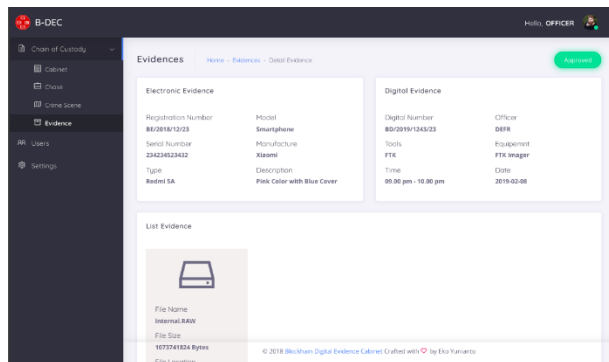 B-DEC
Hello, OFFICER
Chain of Custody
Cabinet
Chase
Crime Scene
Evidence
Users
Settings
Evidences
Home - Evidences - Detail Evidence
Approved
Electronic Evidence
Registration Number
Model
BE/2018/12/23
Smartphone
Serial Number
Manufacture
234234523432
Xiaomi
Type
Description
Redmi 5A
Pink Color with Blue Cover
Digital Evidence
Digital Number
Officer
BD/2019/1243/23
DEFR
Tools
Equipemnt
FTK
FTK Imager
Time
Date
09.00 pm - 10.00 pm
2019-02-08
List Evidence
File Name
Internal.RAW
File Size
1073741824 Bytes
File Location
© 2018 Blockhain Digital Evidence Cabinet Crafted with by Eko Yunianto